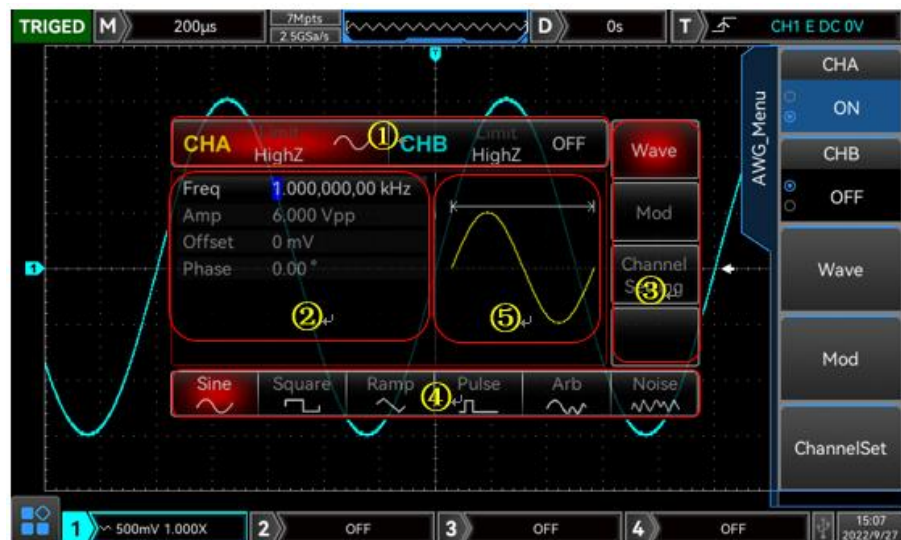 TRIGED M 200μs 7Mpts 2.5GSa/s D 0s T CH1 E DC 0V
CHA
ON
CHB
OFF
AWG_Menu
Wave
Mod
ChannelSet
CHA Limit HighZ ① CHB Limit HighZ OFF
Wave
Mod
Channel
③
Freq 1.000,000,00 kHz
Amp 6.000 Vpp
Offset 0 mV
Phase 0.00°
②
⑤
Sine Square Ramp Pulse Arb Noise
④
1
1 500mV 1.000X 2 OFF 3 OFF 4 OFF 15:07
2022/9/27